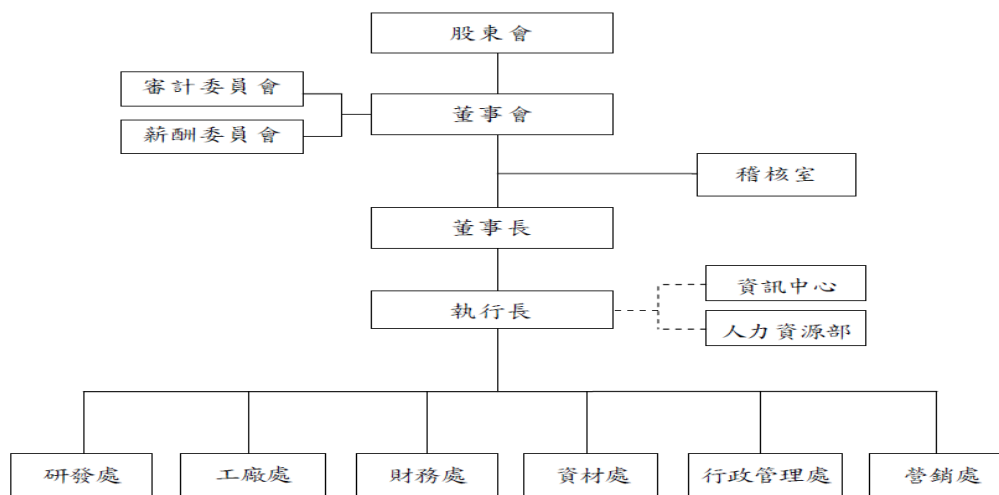 股東會
審計委員會
董事會
薪酬委員會
稽核室
董事長
資訊中心
執行長
人力資源部
研發處
工廠處
財務處
資材處
行政管理處
營銷處